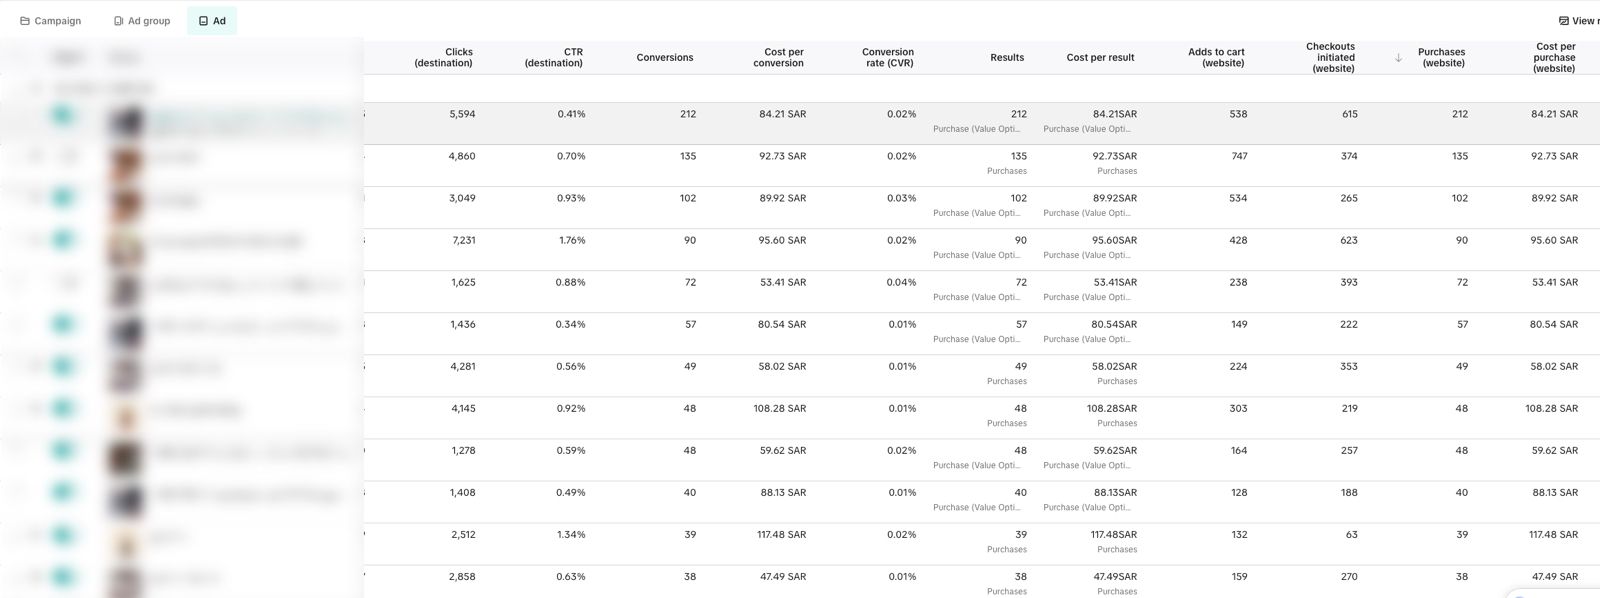 Campaign Ad group Ad View r
Clicks (destination) CTR (destination) Conversions Cost per conversion Conversion rate (CVR) Results Cost per result Adds to cart (website) Checkouts initiated (website) Purchases (website) Cost per purchase (website)
5,594 0.41% 212 84.21 SAR 0.02% 212 84.21SAR 538 615 212 84.21 SAR
Purchase (Value Opti... Purchase (Value Opti...
4,860 0.70% 135 92.73 SAR 0.02% 135 92.73SAR 747 374 135 92.73 SAR
Purchases Purchases
3,049 0.93% 102 89.92 SAR 0.03% 102 89.92SAR 534 265 102 89.92 SAR
Purchase (Value Opti... Purchase (Value Opti...
7,231 1.76% 90 95.60 SAR 0.02% 90 95.60SAR 428 623 90 95.60 SAR
Purchase (Value Opti... Purchase (Value Opti...
1,625 0.88% 72 53.41 SAR 0.04% 72 53.41SAR 238 393 72 53.41 SAR
Purchase (Value Opti... Purchase (Value Opti...
1,436 0.34% 57 80.54 SAR 0.01% 57 80.54SAR 149 222 57 80.54 SAR
Purchase (Value Opti... Purchase (Value Opti...
4,281 0.56% 49 58.02 SAR 0.01% 49 58.02SAR 224 353 49 58.02 SAR
Purchases Purchases
4,145 0.92% 48 108.28 SAR 0.01% 48 108.28SAR 303 219 48 108.28 SAR
Purchases Purchases
1,278 0.59% 48 59.62 SAR 0.02% 48 59.62SAR 164 257 48 59.62 SAR
Purchase (Value Opti... Purchase (Value Opti...
1,408 0.49% 40 88.13 SAR 0.01% 40 88.13SAR 128 188 40 88.13 SAR
Purchase (Value Opti... Purchase (Value Opti...
2,512 1.34% 39 117.48 SAR 0.02% 39 117.48SAR 132 63 39 117.48 SAR
Purchases Purchases
2,858 0.63% 38 47.49 SAR 0.01% 38 47.49SAR 159 270 38 47.49 SAR
Purchases Purchases